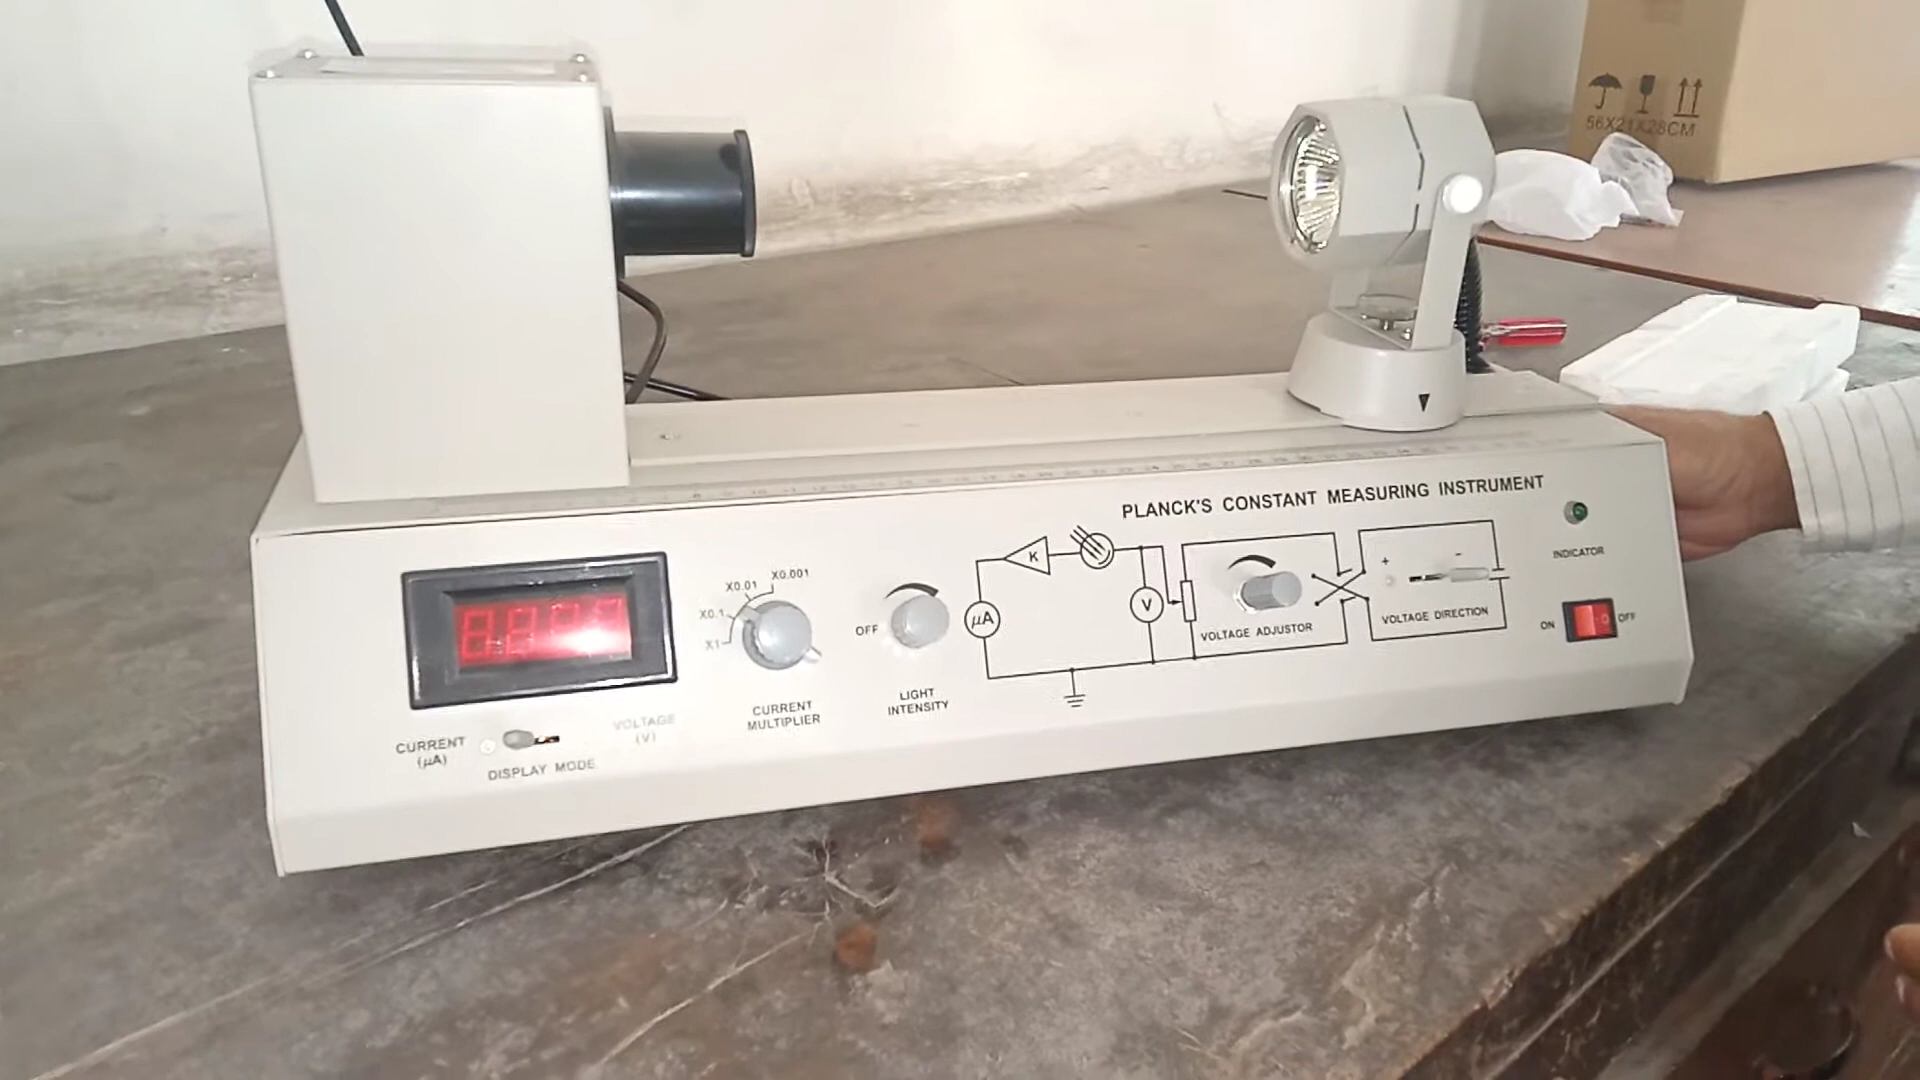 56X21X28CM
PLANCK'S CONSTANT MEASURING INSTRUMENT
INDICATOR
ON
OFF
X1
X0.1
X0.01
X0.001
CURRENT
MULTIPLIER
OFF
LIGHT
INTENSITY
K
μA
V
VOLTAGE ADJUSTOR
+
-
VOLTAGE DIRECTION
CURRENT
(μA)
VOLTAGE
(V)
DISPLAY MODE